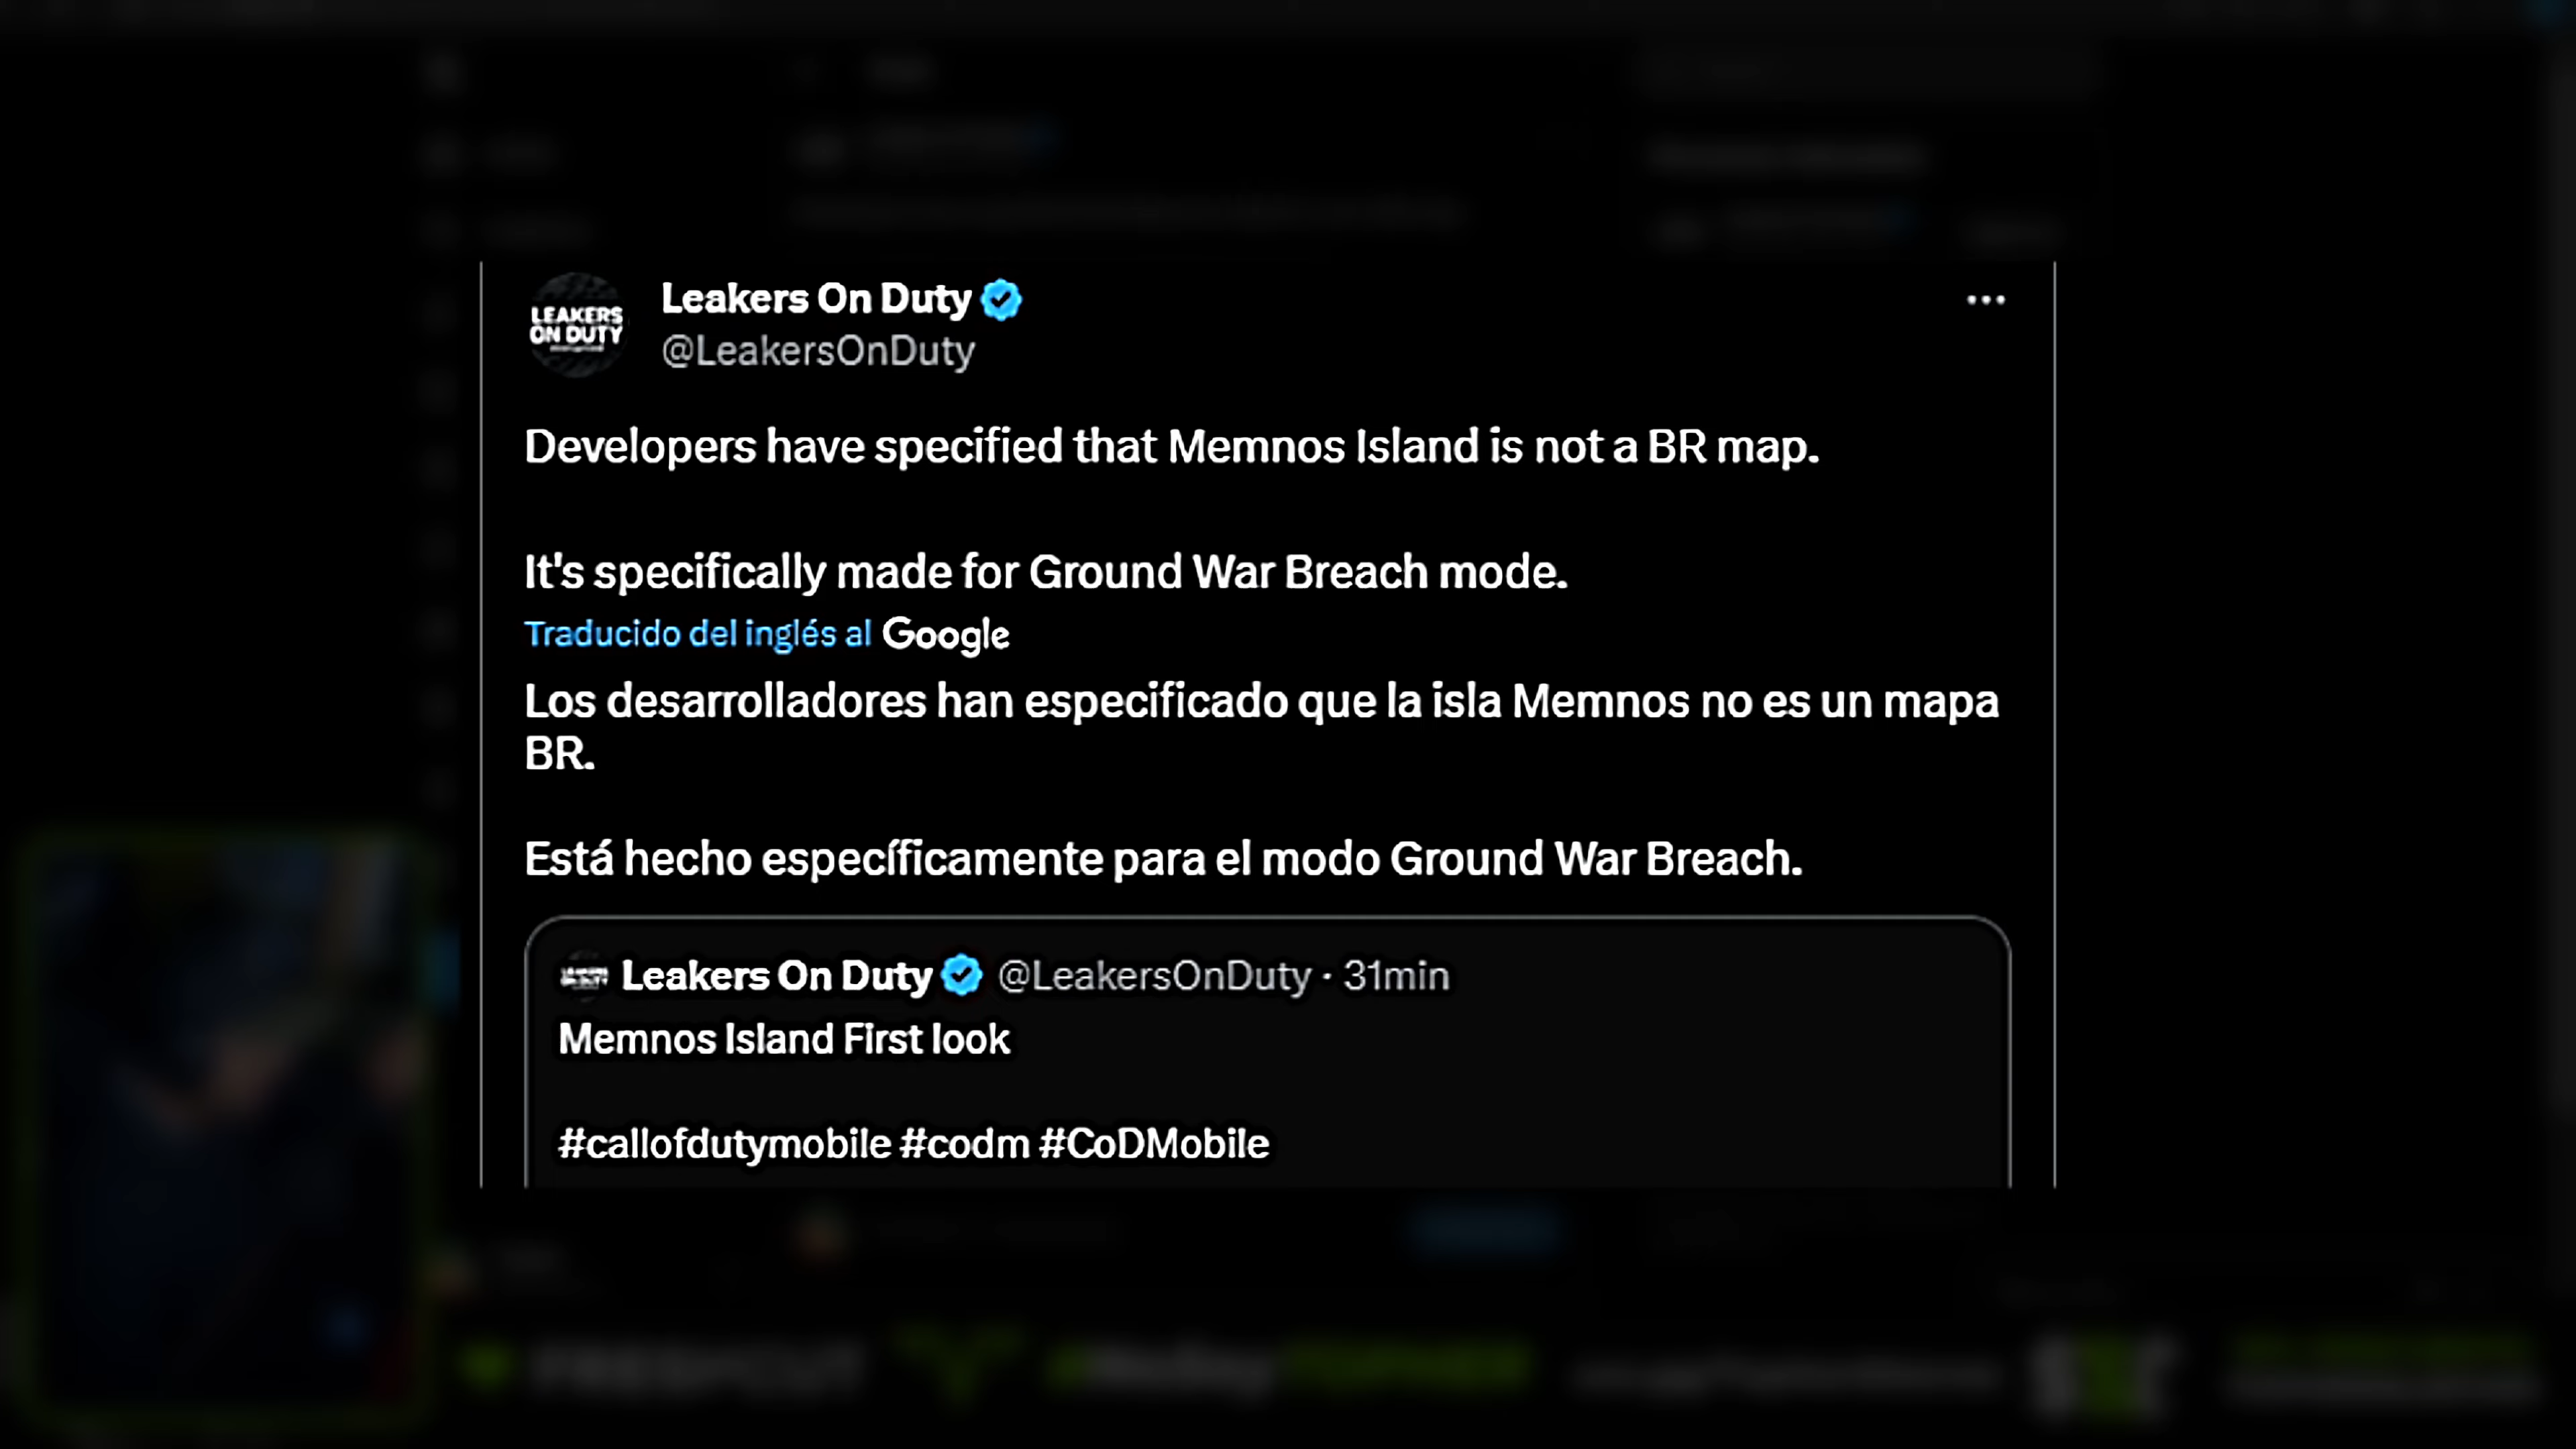 LEAKERS
ON DUTY
Leakers On Duty
@LeakersOnDuty
Developers have specified that Memnos Island is not a BR map.
It's specifically made for Ground War Breach mode.
Traducido del inglés al Google
Los desarrolladores han especificado que la isla Memnos no es un mapa
BR.
Está hecho específicamente para el modo Ground War Breach.
Leakers On Duty @LeakersOnDuty · 31min
Memnos Island First look
#callofdutymobile #codm #CoDMobile